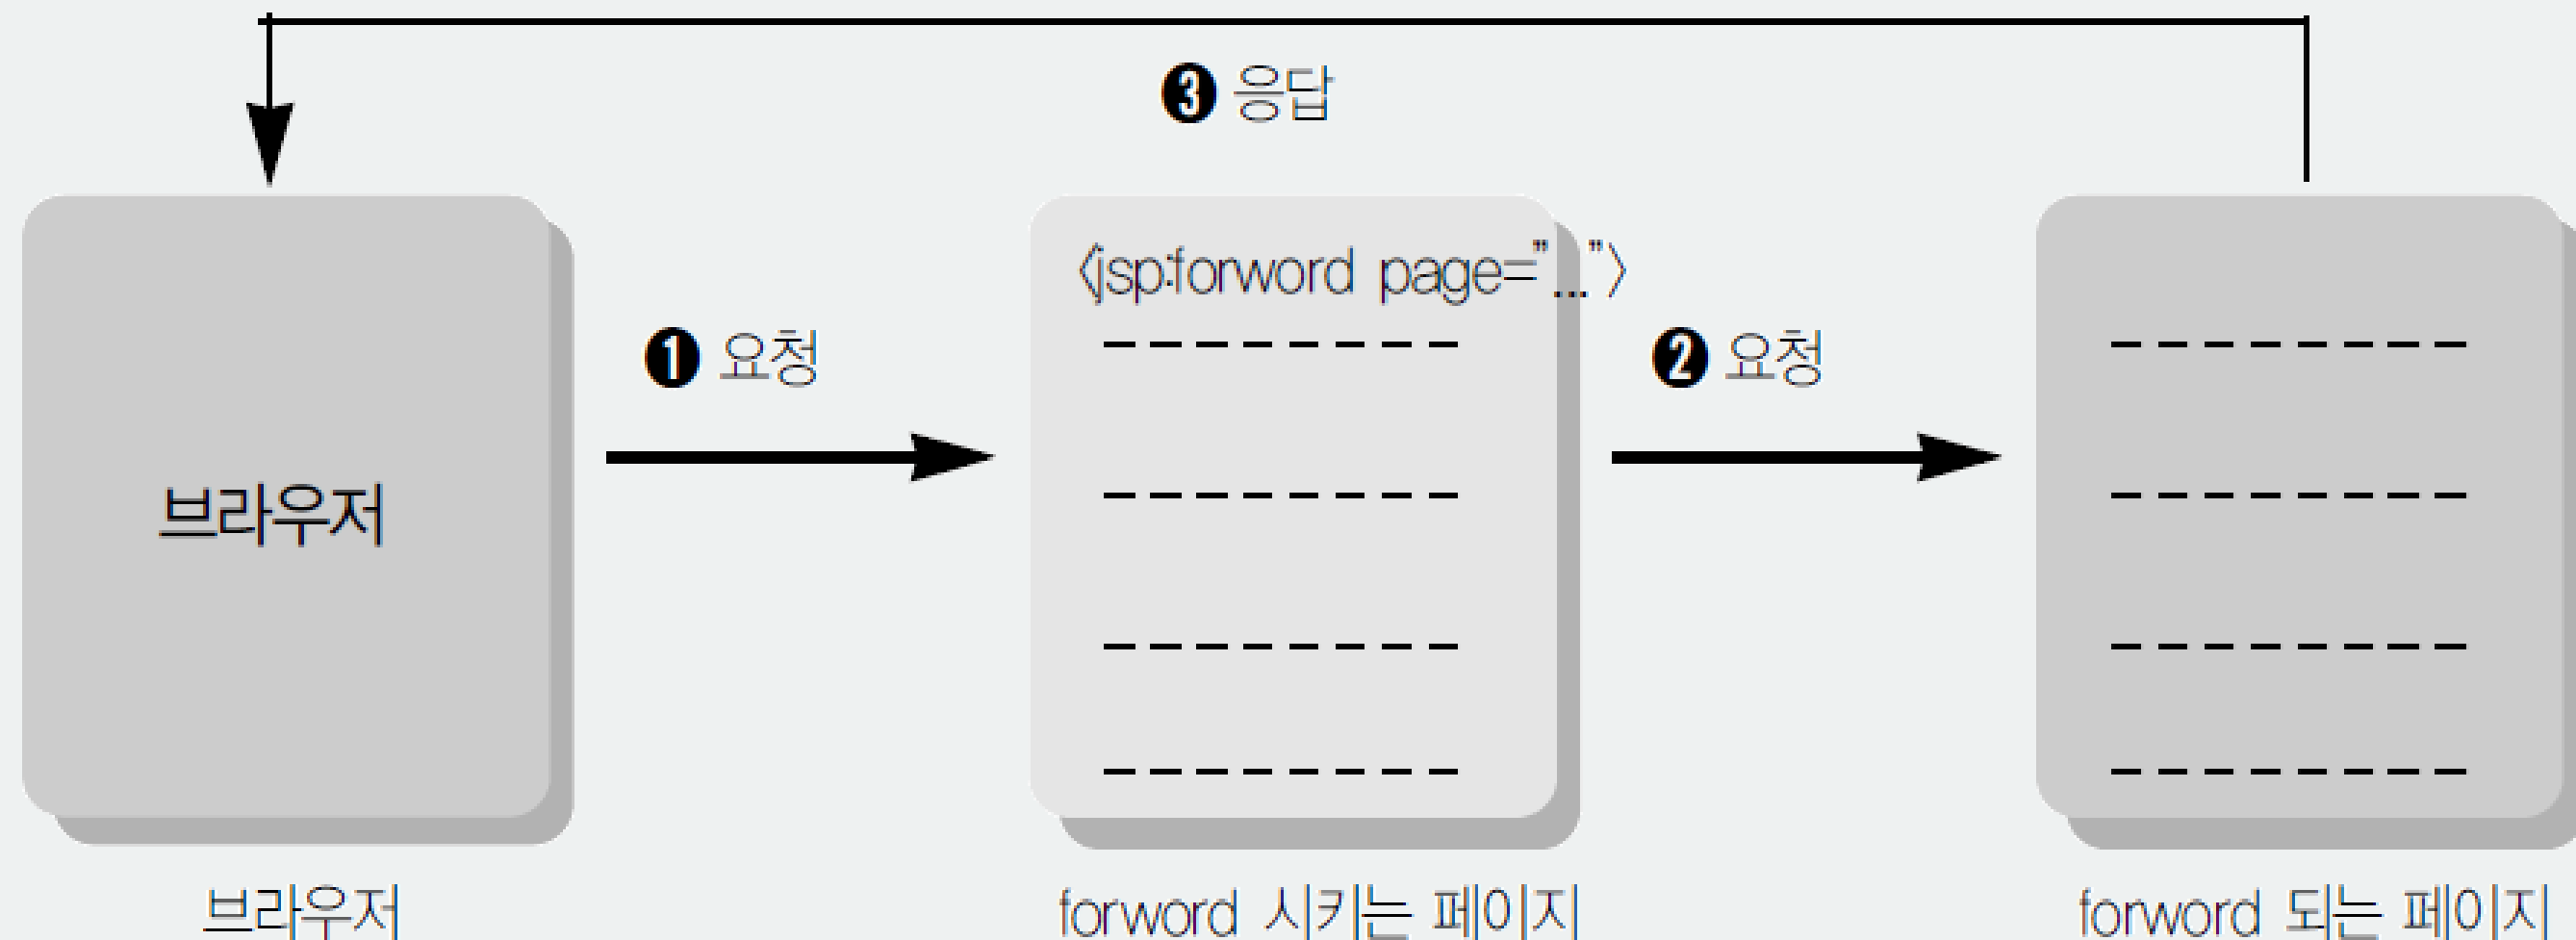 ❸ 응답
<jsp:forword page="...">
❶ 요청
❷ 요청
브라우저
브라우저
forword 시키는 페이지
forword 되는 페이지